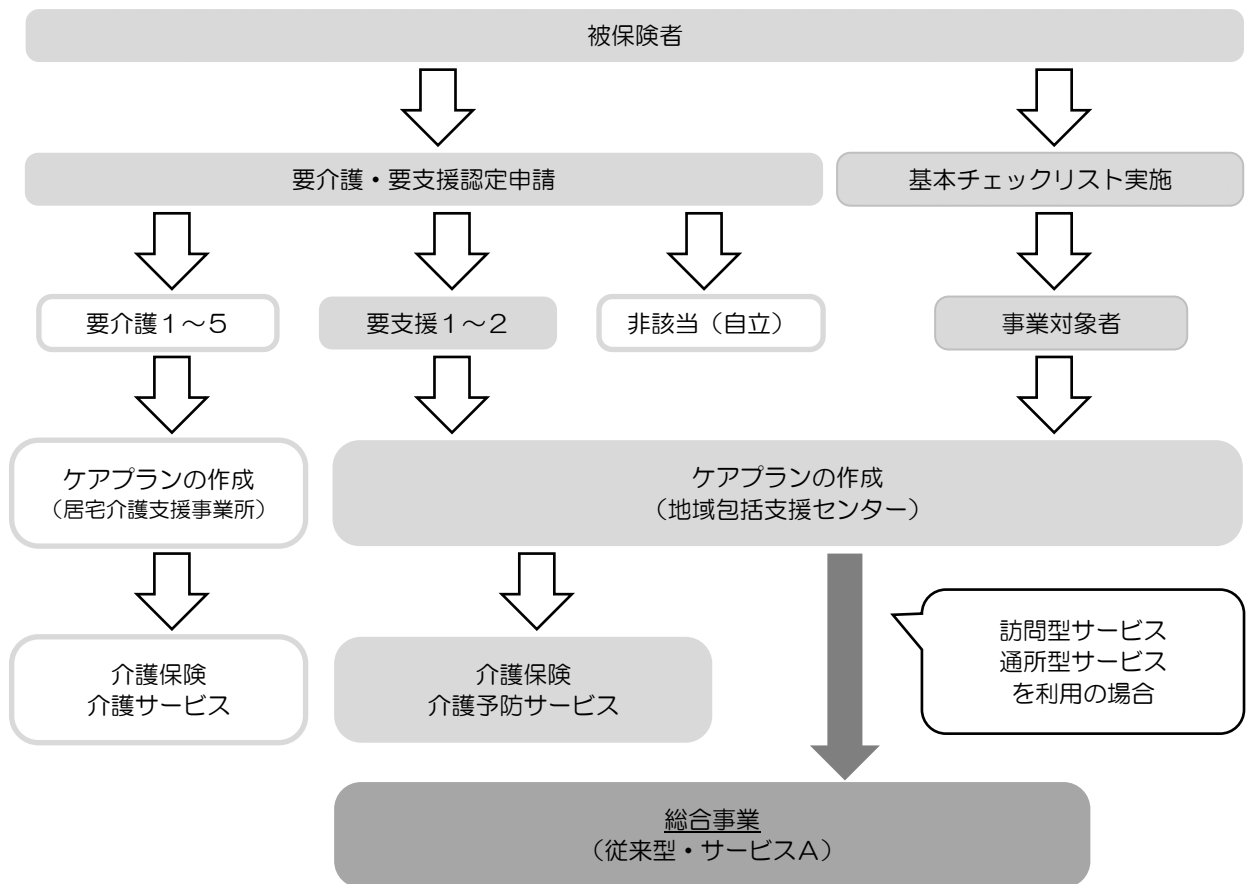 被保険者
要介護・要支援認定申請
基本チェックリスト実施
要介護１～５
要支援１～２
非該当（自立）
事業対象者
ケアプランの作成
（居宅介護支援事業所）
ケアプランの作成
（地域包括支援センター）
訪問型サービス
通所型サービス
を利用の場合
介護保険
介護サービス
介護保険
介護予防サービス
総合事業
（従来型・サービスＡ）